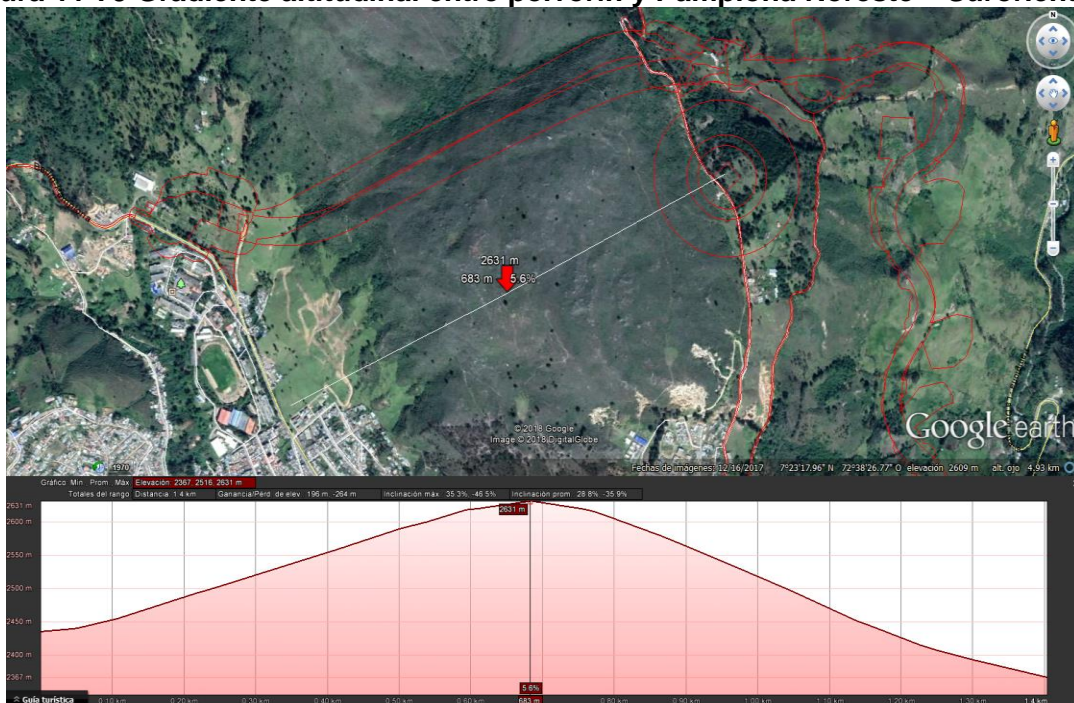 Gradiente altitudinal entre
y Pamplona Noreste
N
2631 m
683 m 5.6%
© 2018 Google
Image © 2018 DigitalGlobe
Google earth
1970
Fechas de imágenes: 12/16/2017 7°23'17.96" N 72°38'26.77" O elevación 2609 m alt. ojo 4.93 km
Gráfico Min Prom Máx Elevación: 2367, 2516, 2631 m
Totales del rango Distancia: 1.4 km Ganancia/Pérd. de elev. 196 m, -264 m Inclinación máx. 35.3%, -46.5% Inclinación prom. 28.8%, -35.9%
2631 m
2631 m
2600 m
2550 m
2500 m
2450 m
2400 m
2367 m
5.6%
Guía turística 0.10 km 0.20 km 0.30 km 0.40 km 0.50 km 0.60 km 683 m 0.80 km 0.90 km 1.00 km 1.10 km 1.20 km 1.30 km 1.4 km